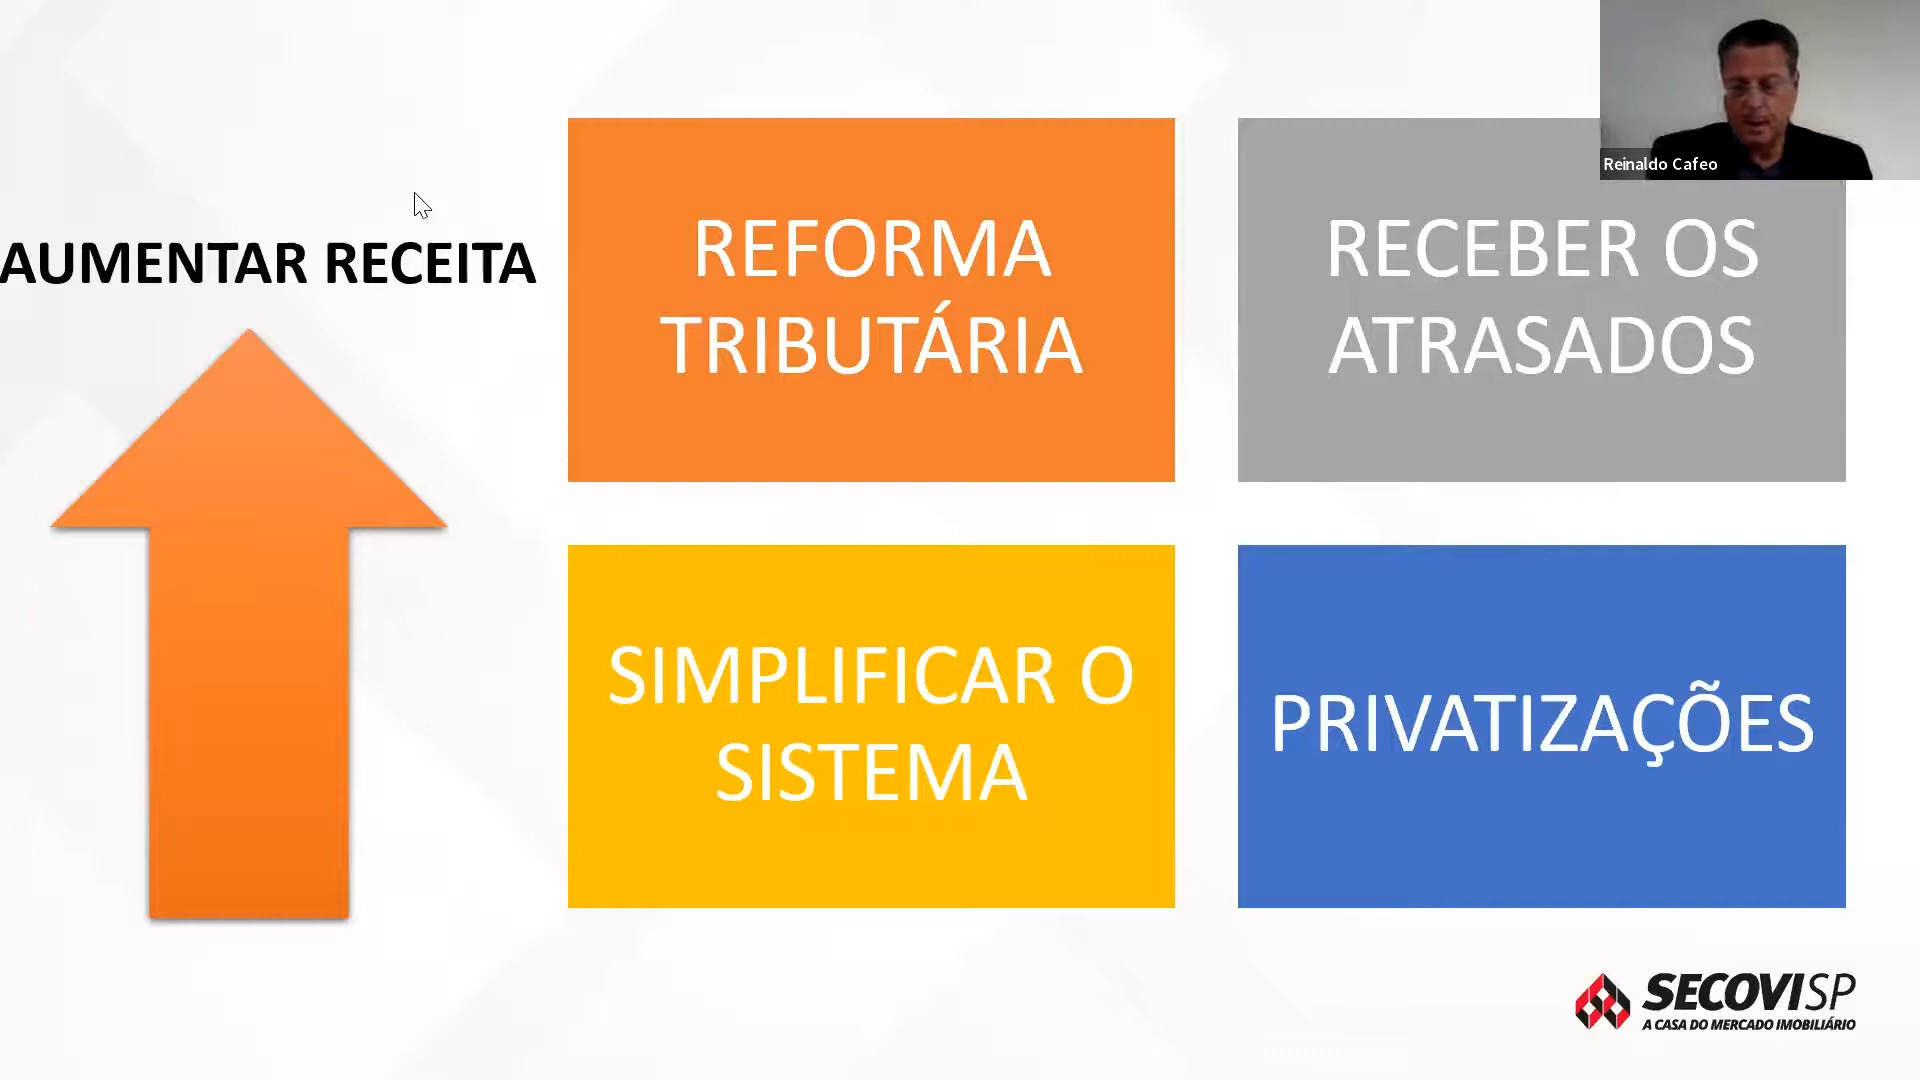 Reinaldo Cafeo
AUMENTAR RECEITA
REFORMA
TRIBUTÁRIA
RECEBER OS
ATRASADOS
SIMPLIFICAR O
SISTEMA
PRIVATIZAÇÕES
SECOVISP
A CASA DO MERCADO IMOBILIÁRIO